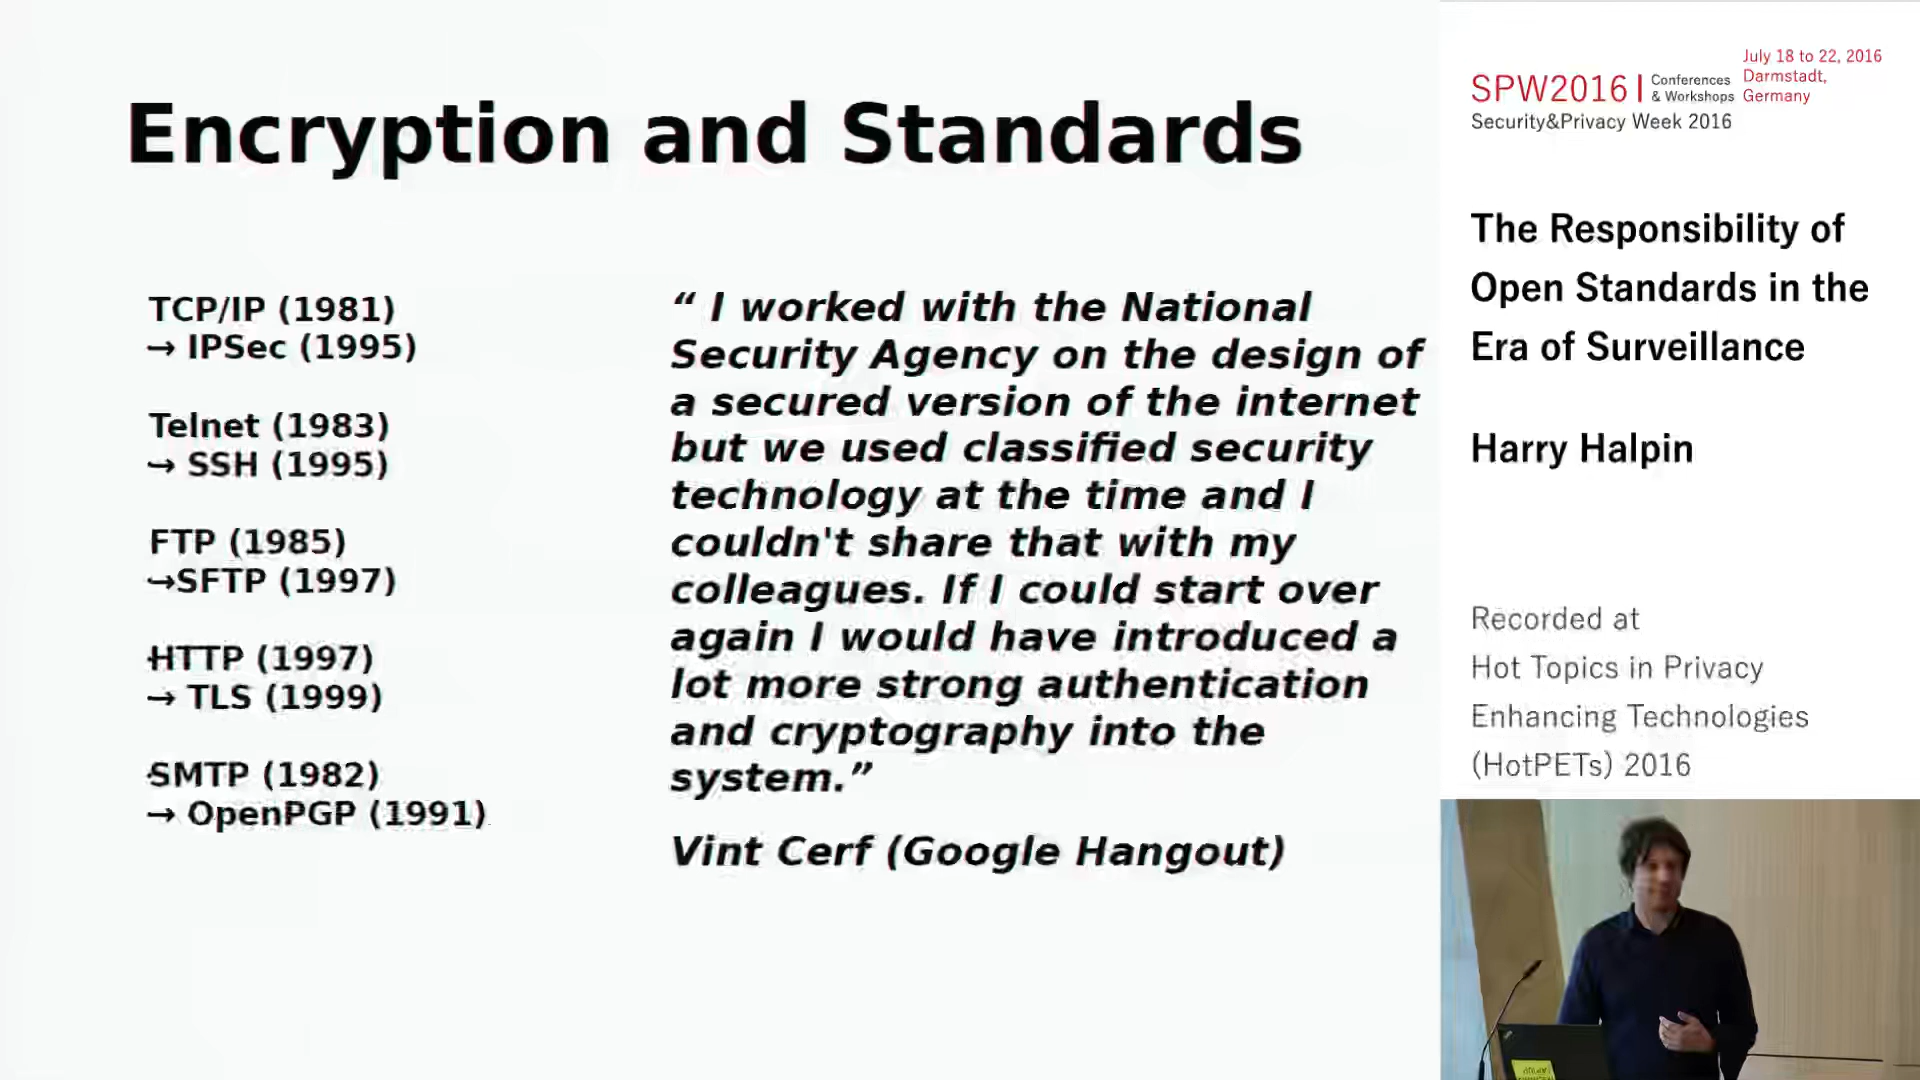 Encryption and Standards
TCP/IP (1981)
→ IPSec (1995)
Telnet (1983)
→ SSH (1995)
FTP (1985)
→SFTP (1997)
HTTP (1997)
→ TLS (1999)
SMTP (1982)
→ OpenPGP (1991)
“ I worked with the National
Security Agency on the design of
a secured version of the internet
but we used classified security
technology at the time and I
couldn't share that with my
colleagues. If I could start over
again I would have introduced a
lot more strong authentication
and cryptography into the
system.”
Vint Cerf (Google Hangout)
SPW2016 | Conferences & Workshops
Security&Privacy Week 2016
July 18 to 22, 2016
Darmstadt,
Germany
The Responsibility of
Open Standards in the
Era of Surveillance
Harry Halpin
Recorded at
Hot Topics in Privacy
Enhancing Technologies
(HotPETs) 2016